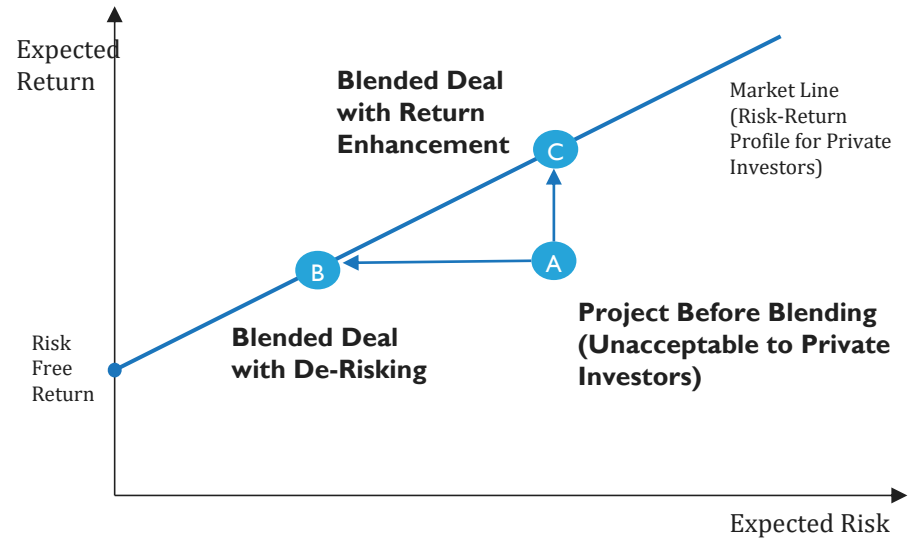 Expected
Return
Blended Deal
with Return
Enhancement
Market Line
(Risk-Return
Profile for Private
Investors)
C
B
A
Project Before Blending
(Unacceptable to Private
Investors)
Blended Deal
with De-Risking
Risk
Free
Return
Expected Risk